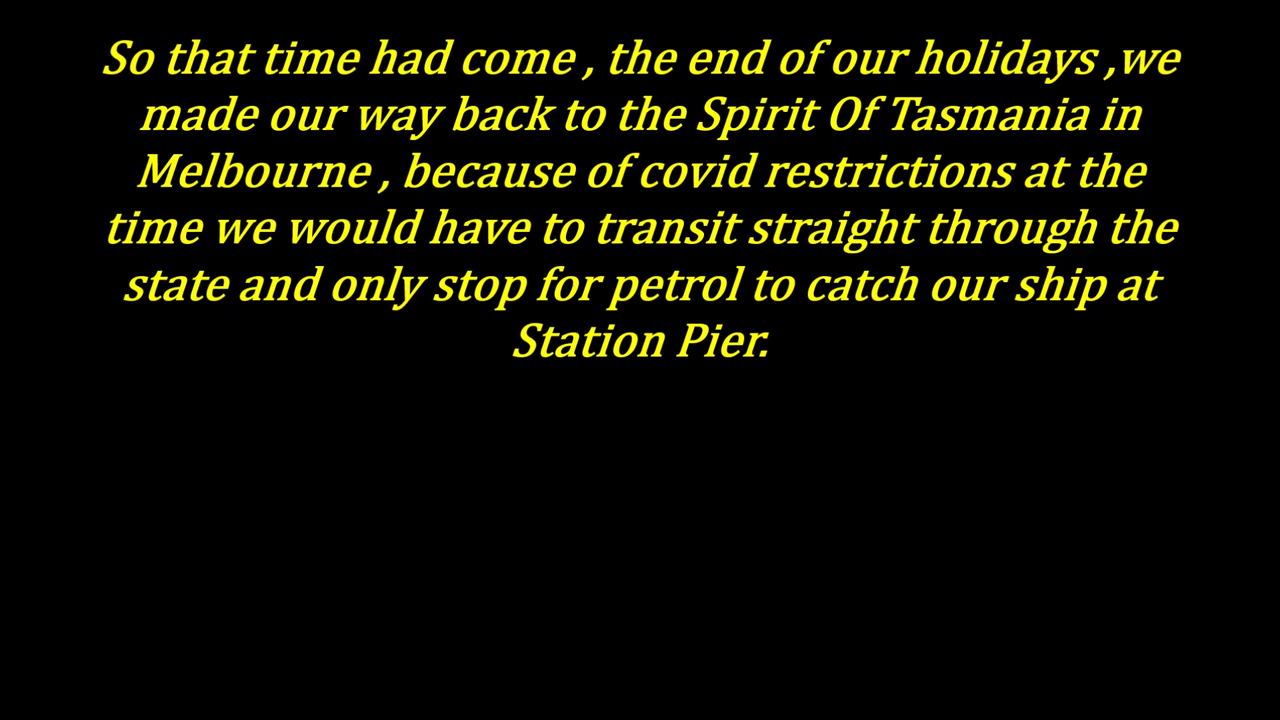 So that time had come , the end of our holidays ,we
made our way back to the Spirit Of Tasmania in
Melbourne , because of covid restrictions at the
time we would have to transit straight through the
state and only stop for petrol to catch our ship at
Station Pier.